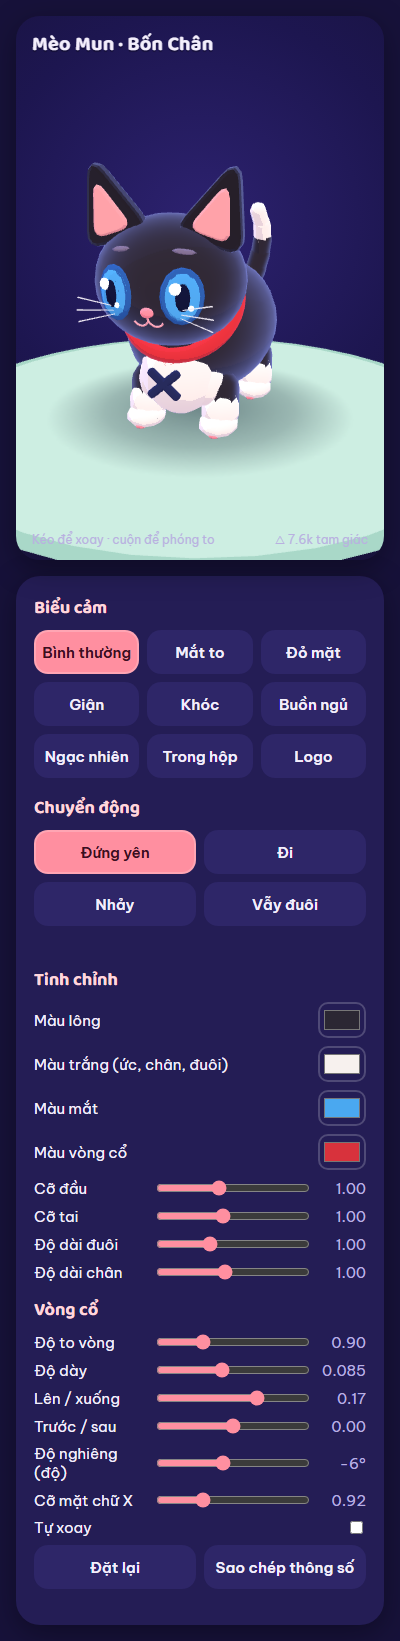 Mèo Mun · Bốn Chân
Kéo để xoay · cuộn để phóng to
△ 7.6k tam giác
Biểu cảm
Bình thường
Mắt to
Đỏ mặt
Giận
Khóc
Buồn ngủ
Ngạc nhiên
Trong hộp
Logo
Chuyển động
Đứng yên
Đi
Nhảy
Vẫy đuôi
Tinh chỉnh
Màu lông
Màu trắng (ức, chân, đuôi)
Màu mắt
Màu vòng cổ
Cỡ đầu 1.00
Cỡ tai 1.00
Độ dài đuôi 1.00
Độ dài chân 1.00
Vòng cổ
Độ to vòng 0.90
Độ dày 0.085
Lên / xuống 0.17
Trước / sau 0.00
Độ nghiêng
(độ) -6°
Cỡ mặt chữ X 0.92
Tự xoay
Đặt lại
Sao chép thông số